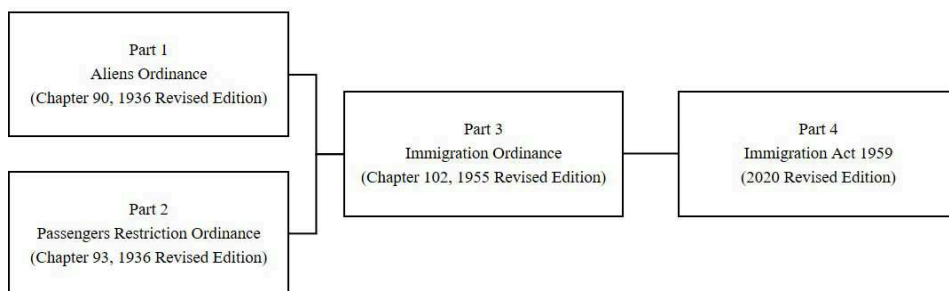 Part 1
Aliens Ordinance
(Chapter 90, 1936 Revised Edition)
Part 2
Passengers Restriction Ordinance
(Chapter 93, 1936 Revised Edition)
Part 3
Immigration Ordinance
(Chapter 102, 1955 Revised Edition)
Part 4
Immigration Act 1959
(2020 Revised Edition)